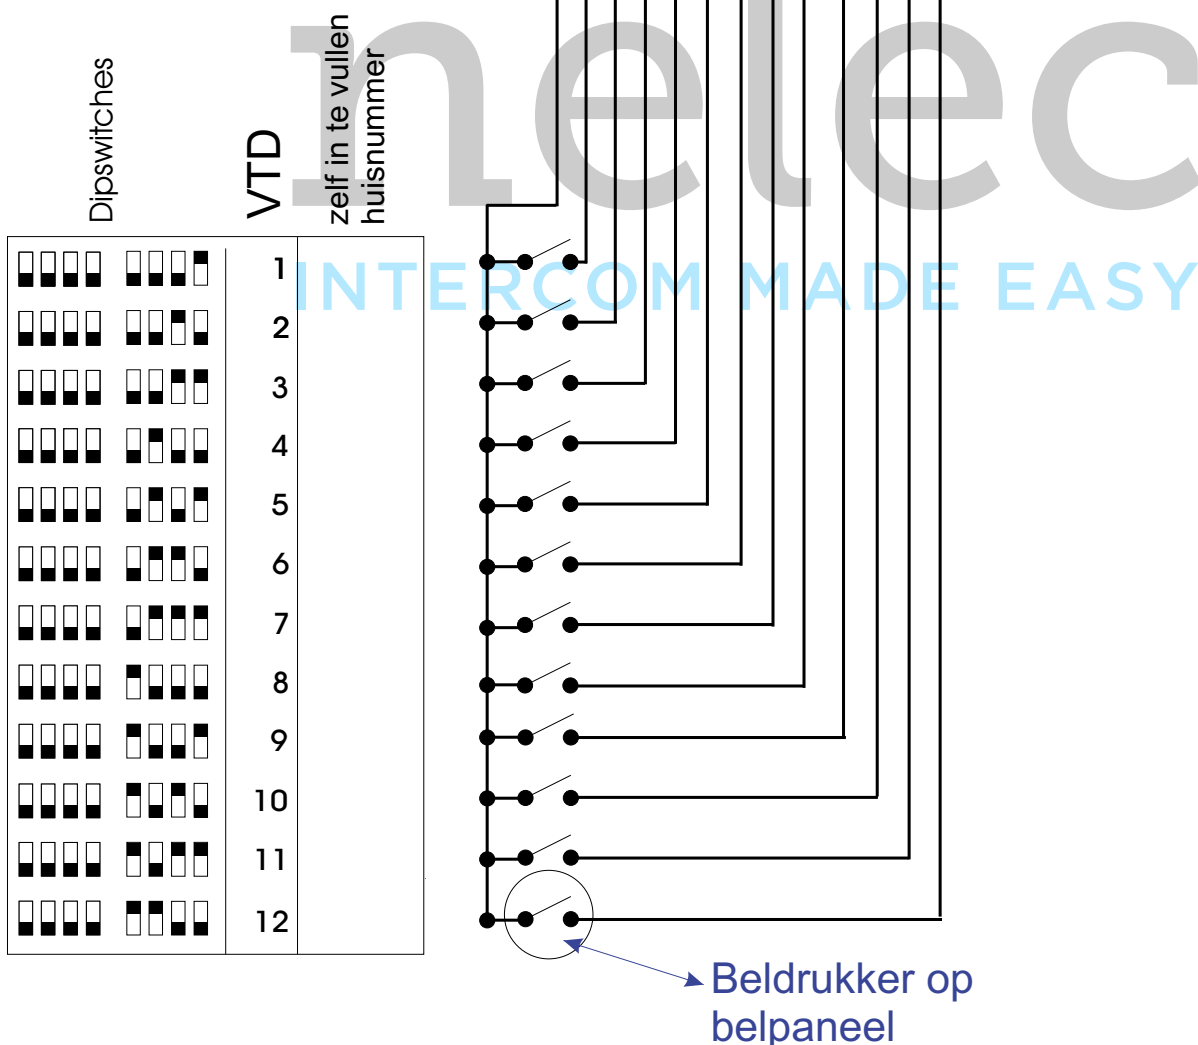 nelec
Dipswitches
VTD
zelf in te vullen
huisnummer
INTERCOM MADE EASY
1
2
3
4
5
6
7
8
9
10
11
12
Beldrukker op
belpaneel